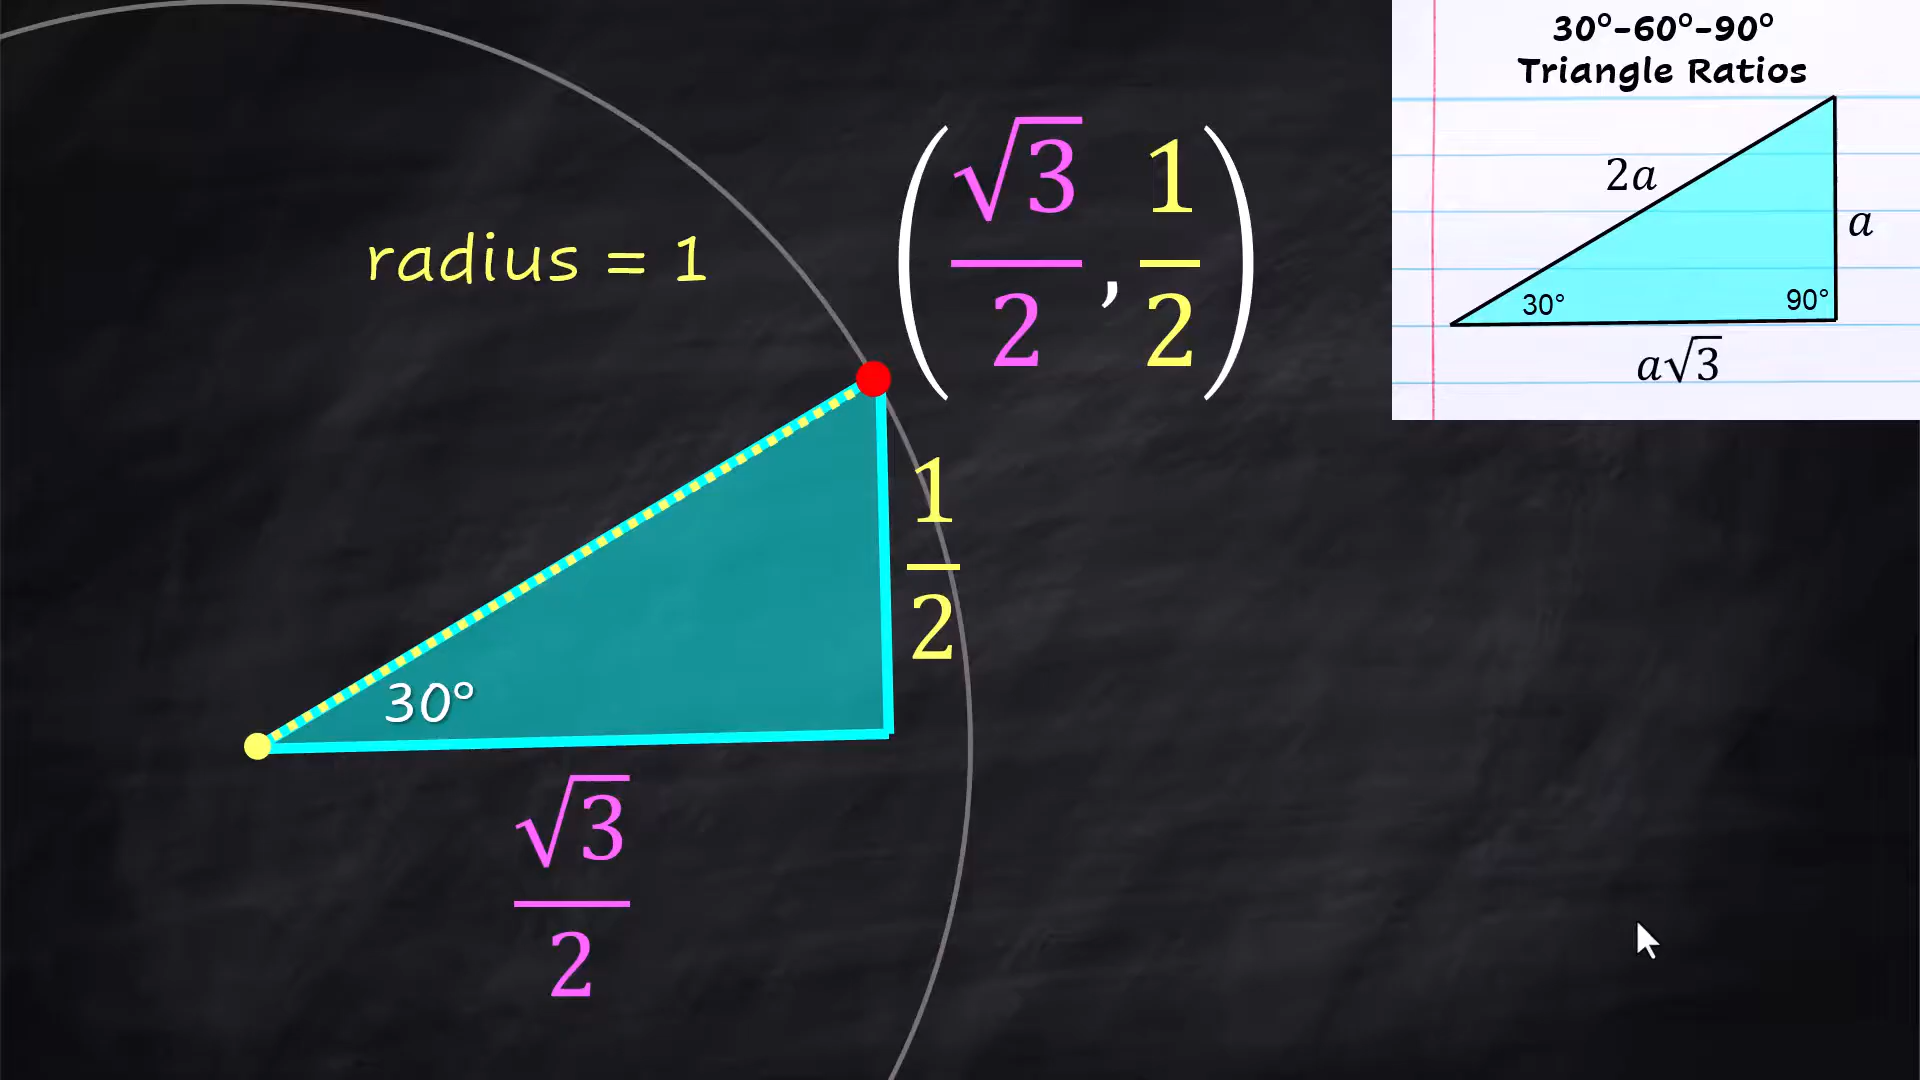 30°-60°-90°
Triangle Ratios
2a
a
30°
90°
a√3
radius = 1
(√3/2, 1/2)
1/2
30°
√3/2